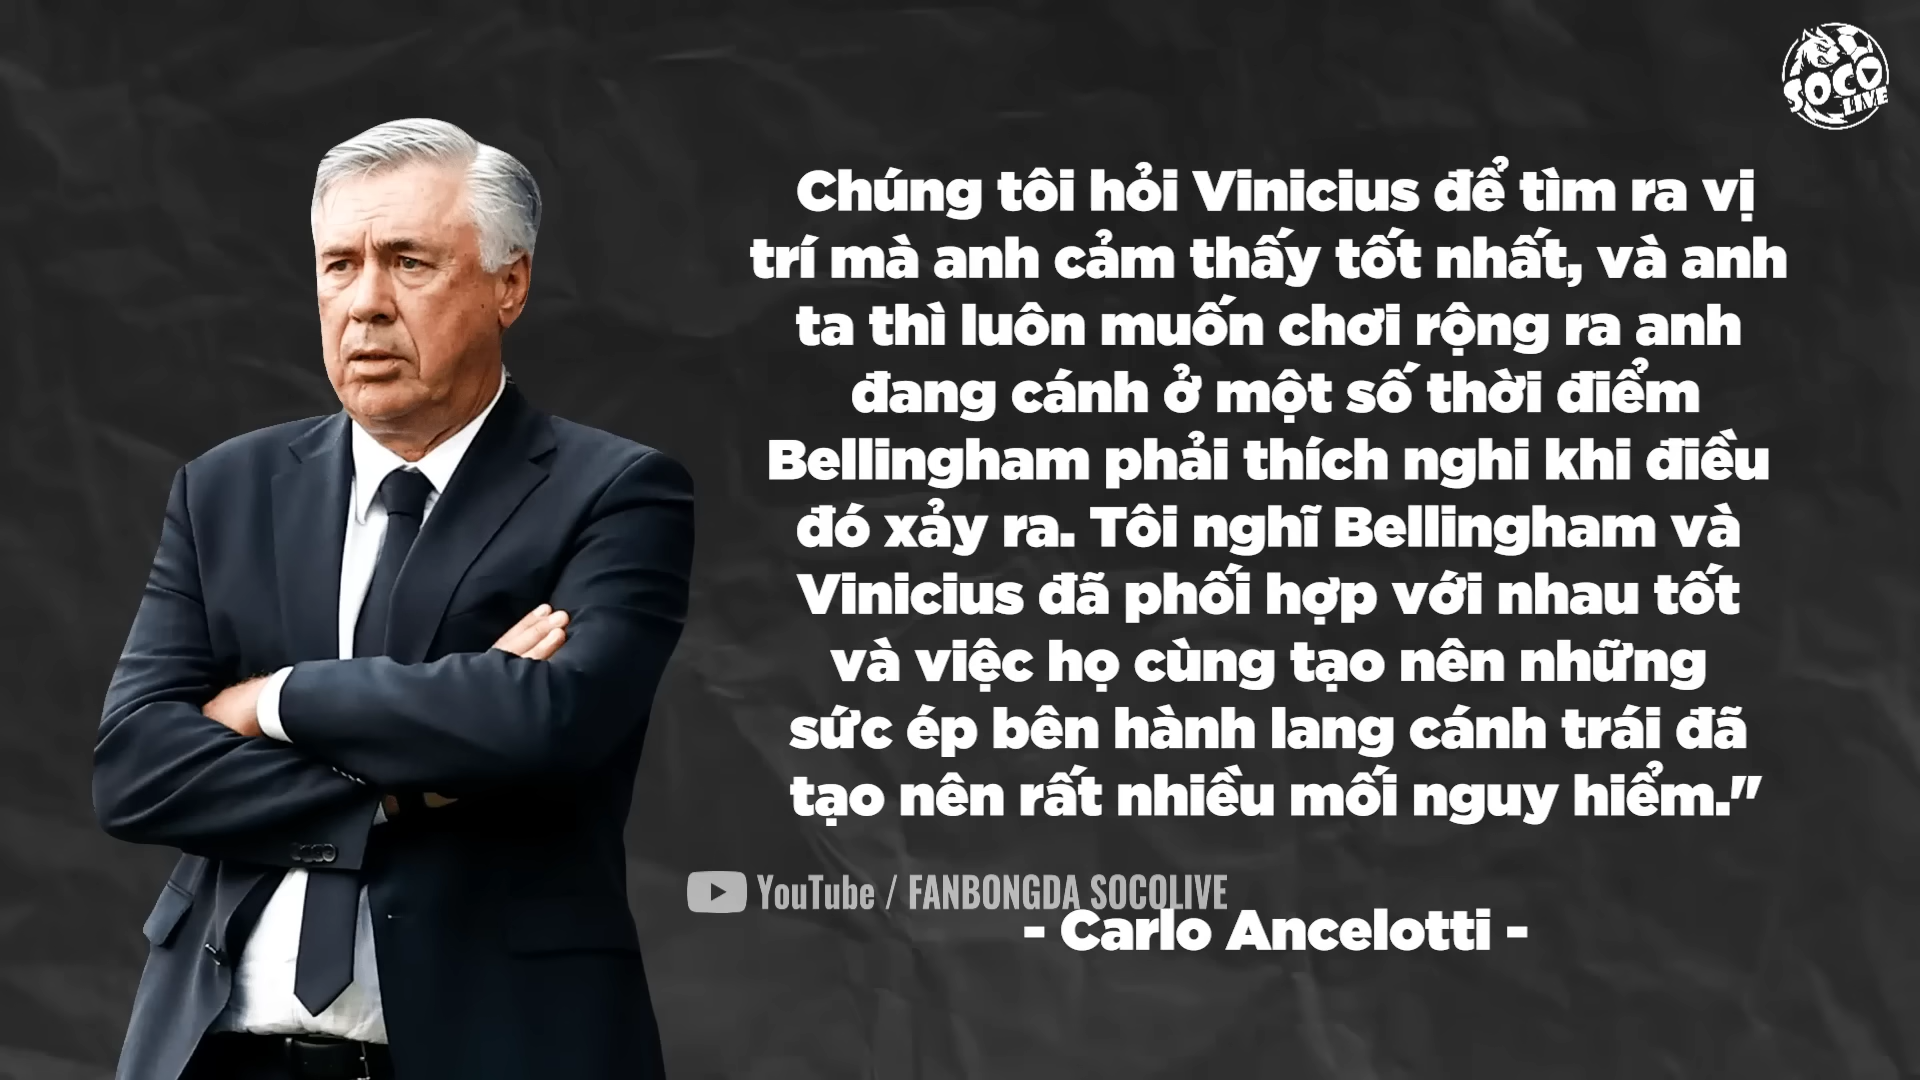 SOCO
LIVE
Chúng tôi hỏi Vinicius để tìm ra vị
trí mà anh cảm thấy tốt nhất, và anh
ta thì luôn muốn chơi rộng ra anh
đang cánh ở một số thời điểm
Bellingham phải thích nghi khi điều
đó xảy ra. Tôi nghĩ Bellingham và
Vinicius đã phối hợp với nhau tốt
và việc họ cùng tạo nên những
sức ép bên hành lang cánh trái đã
tạo nên rất nhiều mối nguy hiểm."
YouTube / FANBONGDA SOCOLIVE
- Carlo Ancelotti -